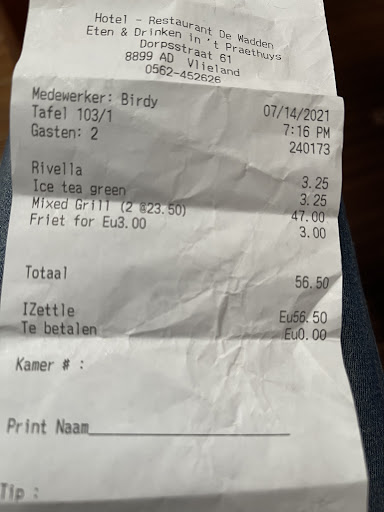 Hotel - Restaurant De Wadden
Eten & Drinken in 't Praethuys
Dorpsstraat 61
8899 AD Vlieland
0562-452626
Medewerker: Birdy 07/14/2021
Tafel 103/1 7:16 PM
Gasten: 2 240173
Rivella 3.25
Ice tea green 3.25
Mixed Grill (2 @23.50) 47.00
Friet for Eu3.00 3.00
Totaal 56.50
IZettle Eu56.50
Te betalen Eu0.00
Kamer # :
Print Naam
Tip :